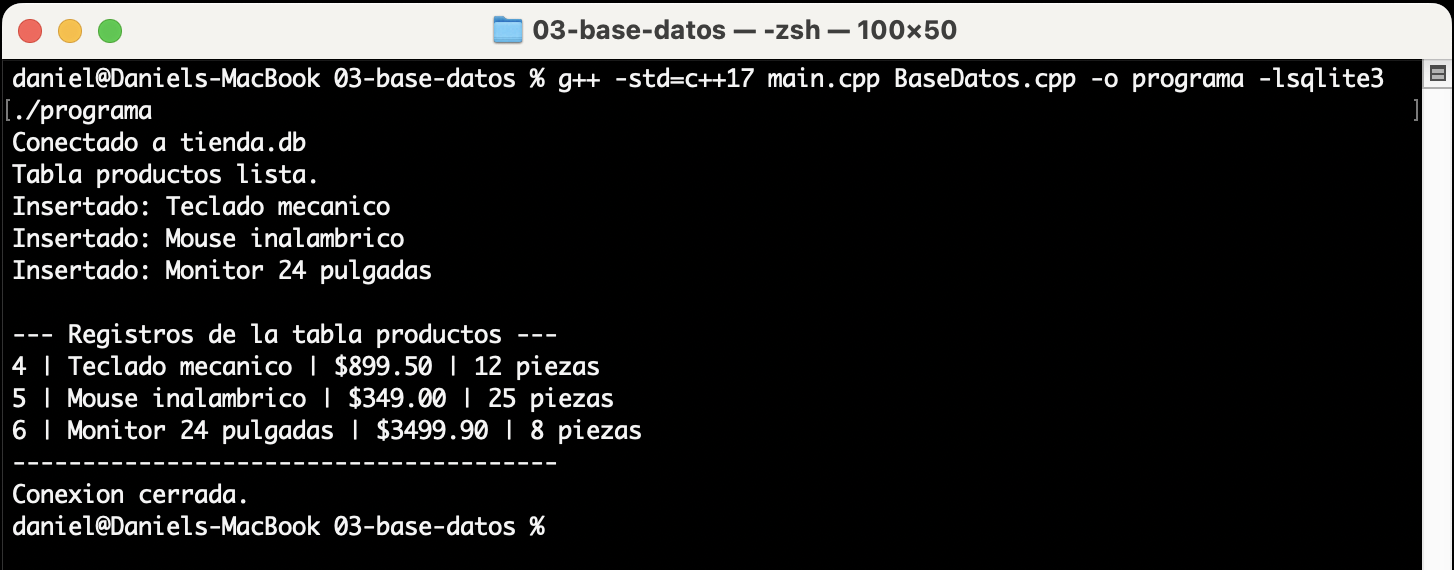 03-base-datos — -zsh — 100×50
daniel@Daniels-MacBook 03-base-datos % g++ -std=c++17 main.cpp BaseDatos.cpp -o programa -lsqlite3
[./programa ]
Conectado a tienda.db
Tabla productos lista.
Insertado: Teclado mecanico
Insertado: Mouse inalambrico
Insertado: Monitor 24 pulgadas
--- Registros de la tabla productos ---
4 | Teclado mecanico | $899.50 | 12 piezas
5 | Mouse inalambrico | $349.00 | 25 piezas
6 | Monitor 24 pulgadas | $3499.90 | 8 piezas
---------------------------------------
Conexion cerrada.
daniel@Daniels-MacBook 03-base-datos %